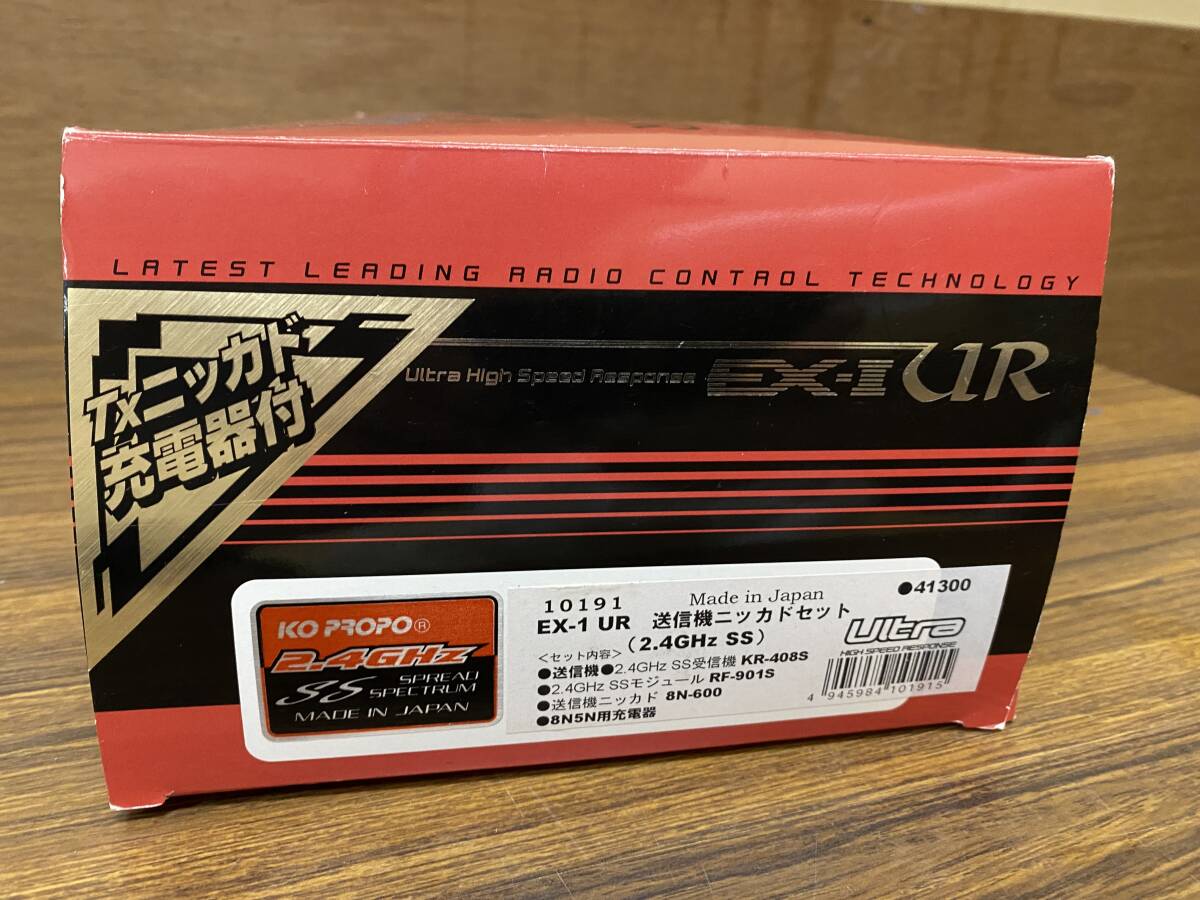 LATEST LEADING RADIO CONTROL TECHNOLOGY
Txニッカド
充電器付
Ultra High Speed Response EX-1 UR
KO PROPO®
2.4GHz
SS SPREAD SPECTRUM
MADE IN JAPAN
10191 Made in Japan ●41300
EX-1 UR 送信機ニッカドセット
(2.4GHz SS)
Ultra
HIGH SPEED RESPONSE
<セット内容>
●送信機●2.4GHz SS受信機 KR-408S
●2.4GHz SSモジュール RF-901S
●送信機ニッカド 8N-600
●8N5N用充電器
4 945984 101915